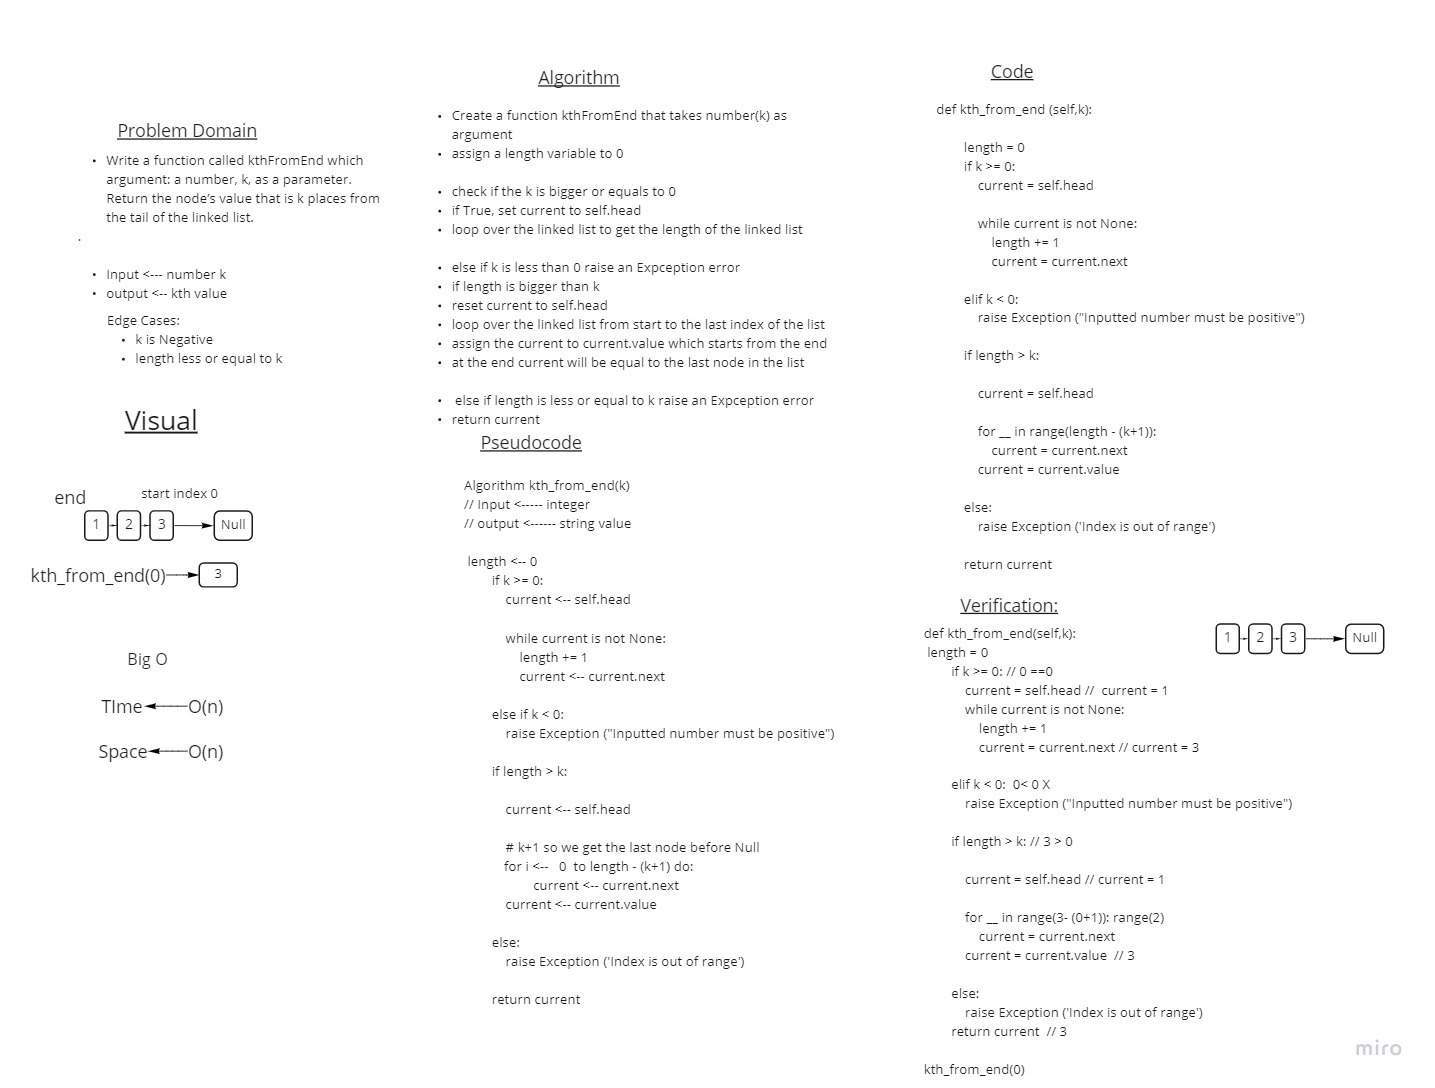 Problem Domain
• Write a function called kthFromEnd which
argument: a number, k, as a parameter.
Return the node's value that is k places from
the tail of the linked list.
.
• Input <--- number k
• output <-- kth value
Edge Cases:
• k is Negative
• length less or equal to k
Visual
end
start index 0
1 2 3 Null
kth_from_end(0) 3
Big O
TIme O(n)
Space O(n)
Algorithm
• Create a function kthFromEnd that takes number(k) as
argument
• assign a length variable to 0
• check if the k is bigger or equals to 0
• if True, set current to self.head
• loop over the linked list to get the length of the linked list
• else if k is less than 0 raise an Expception error
• if length is bigger than k
• reset current to self.head
• loop over the linked list from start to the last index of the list
• assign the current to current.value which starts from the end
• at the end current will be equal to the last node in the list
• else if length is less or equal to k raise an Expception error
• return current
Pseudocode
Algorithm kth_from_end(k)
// Input <----- integer
// output <------ string value
length <-- 0
if k >= 0:
current <-- self.head
while current is not None:
length += 1
current <-- current.next
else if k < 0:
raise Exception ("Inputted number must be positive")
if length > k:
current <-- self.head
# k+1 so we get the last node before Null
for i <-- 0 to length - (k+1) do:
current <-- current.next
current <-- current.value
else:
raise Exception ('Index is out of range')
return current
Code
def kth_from_end (self,k):
length = 0
if k >= 0:
current = self.head
while current is not None:
length += 1
current = current.next
elif k < 0:
raise Exception ("Inputted number must be positive")
if length > k:
current = self.head
for __ in range(length - (k+1)):
current = current.next
current = current.value
else:
raise Exception ('Index is out of range')
return current
Verification:
1 2 3 Null
def kth_from_end(self,k):
length = 0
if k >= 0: // 0 ==0
current = self.head // current = 1
while current is not None:
length += 1
current = current.next // current = 3
elif k < 0: 0< 0 X
raise Exception ("Inputted number must be positive")
if length > k: // 3 > 0
current = self.head // current = 1
for __ in range(3- (0+1)): range(2)
current = current.next
current = current.value // 3
else:
raise Exception ('Index is out of range')
return current // 3
kth_from_end(0)
miro